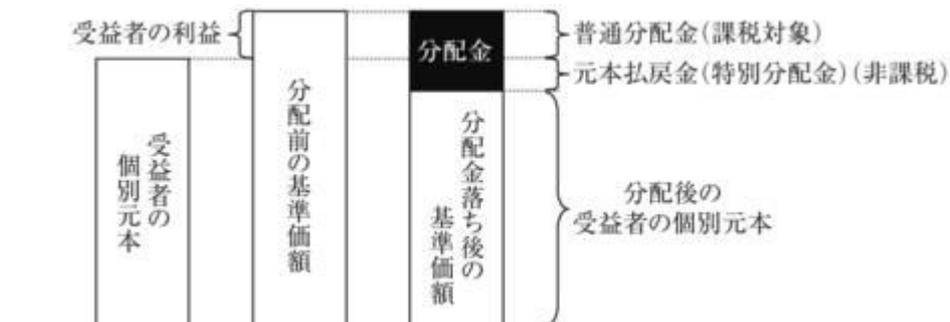 受益者の利益
分配金
普通分配金(課税対象)
元本払戻金(特別分配金)(非課税)
受益者の
個別元本
分配前の基準価額
分配金落ち後の
基準価額
分配後の
受益者の個別元本